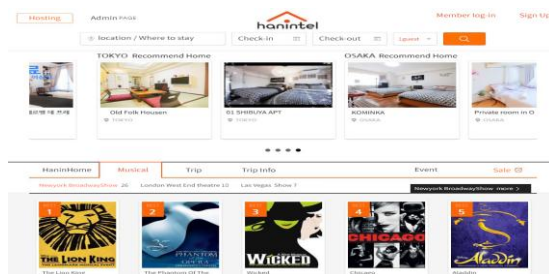 Hosting Admin PAGE hanintel Member log-in Sign Up
location / Where to stay Check-in Check-out 1guest
TOKYO Recommend Home OSAKA Recommend Home
Old Folk Housen 01 SHIBUYA APT KOMINKA Private room in O
TOKYO TOKYO OSAKA OSAKA
HaninHome Musical Trip Trip Info Event Sale
Newyork BroadwayShow 26 London West End theatre 12 Las Vegas Show 7
Newyork BroadwayShow more >
1 2 3 4 5
THE LION KING PHANTOM OPERA WICKED CHICAGO Aladdin
The Lion King The Phantom Of The Wicked Chicago Aladdin